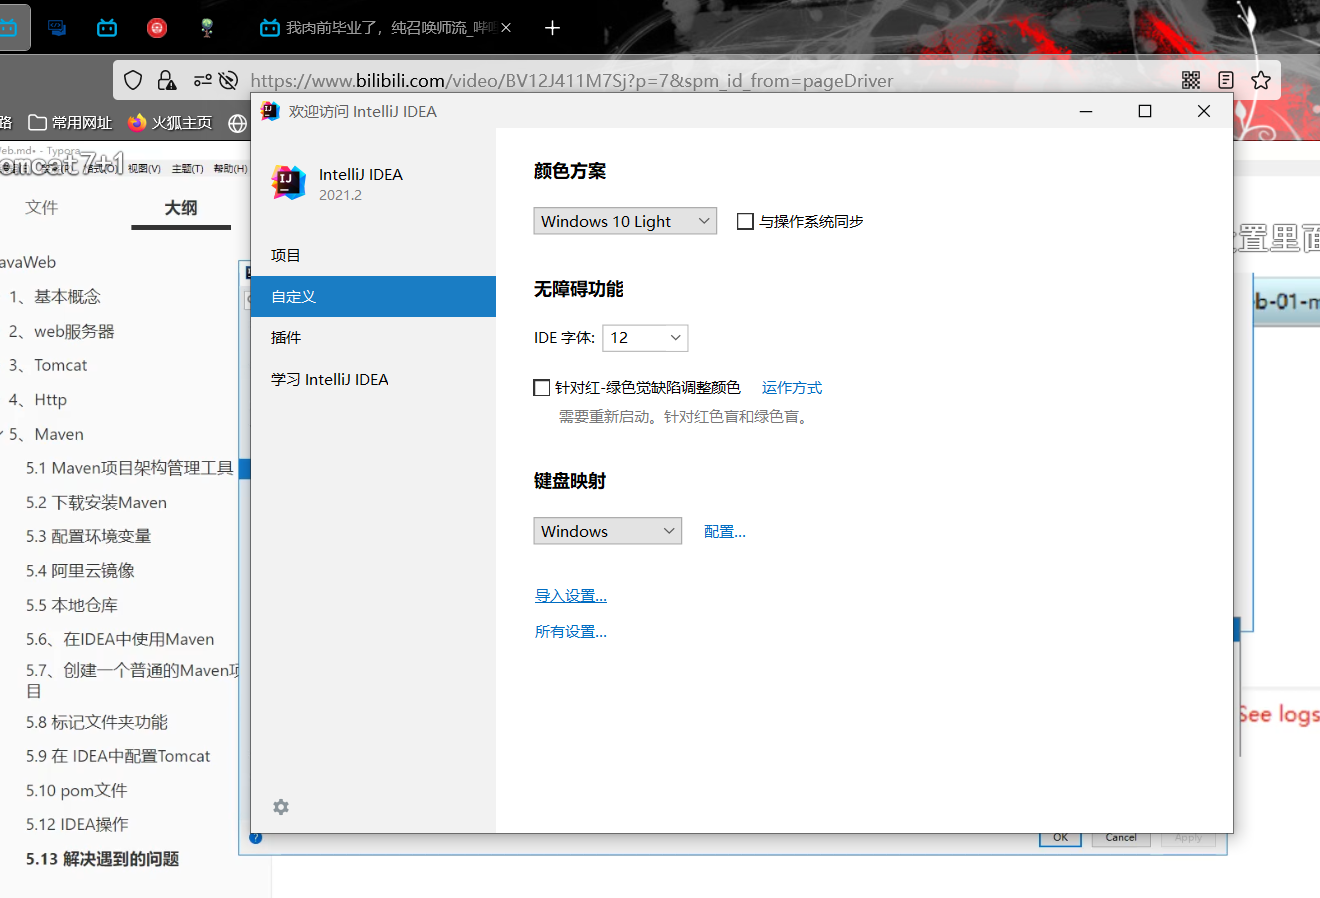 我肉前毕业了，纯召唤师流_哔哩
https://www.bilibili.com/video/BV12J411M7Sj?p=7&spm_id_from=pageDriver
路 常用网址 火狐主页
eb.md• - Typora
omcat7+1 视图(V) 主题(T) 帮助(H)
文件 大纲
avaWeb
1、基本概念
2、web服务器
3、Tomcat
4、Http
5、Maven
5.1 Maven项目架构管理工具
5.2 下载安装Maven
5.3 配置环境变量
5.4 阿里云镜像
5.5 本地仓库
5.6、在IDEA中使用Maven
5.7、创建一个普通的Maven项
目
5.8 标记文件夹功能
5.9 在 IDEA中配置Tomcat
5.10 pom文件
5.12 IDEA操作
5.13 解决遇到的问题
欢迎访问 IntelliJ IDEA
IntelliJ IDEA
2021.2
项目
自定义
插件
学习 IntelliJ IDEA
颜色方案
Windows 10 Light 与操作系统同步
无障碍功能
IDE 字体: 12
针对红-绿色觉缺陷调整颜色 运作方式
需要重新启动。针对红色盲和绿色盲。
键盘映射
Windows 配置...
导入设置...
所有设置...
置里面
b-01-m
See logs
OK Cancel Apply